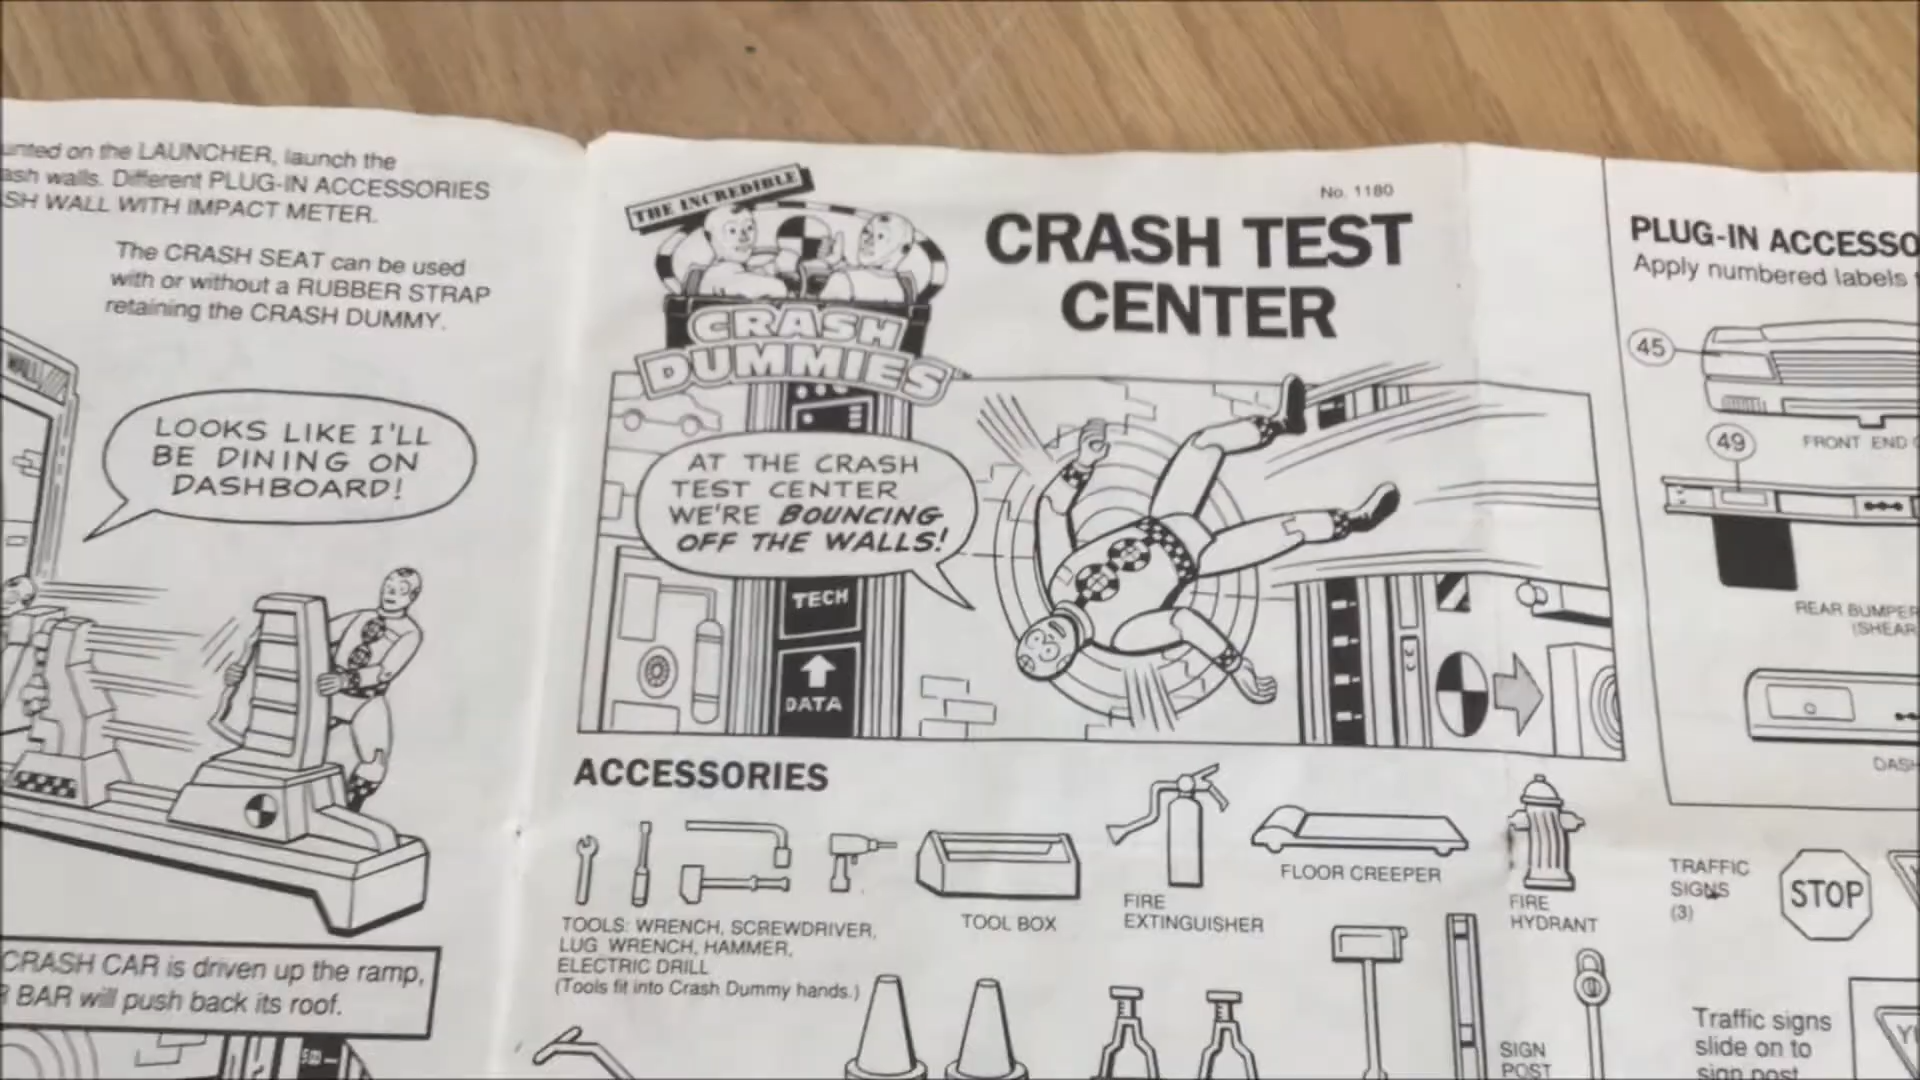 unted on the LAUNCHER, launch the
ash walls. Different PLUG-IN ACCESSORIES
SH WALL WITH IMPACT METER.
The CRASH SEAT can be used
with or without a RUBBER STRAP
retaining the CRASH DUMMY.
WALL
LOOKS LIKE I'LL
BE DINING ON
DASHBOARD!
CRASH CAR is driven up the ramp,
R BAR will push back its roof.
THE INCREDIBLE
CRASH
DUMMIES
No. 1180
CRASH TEST
CENTER
AT THE CRASH
TEST CENTER
WE'RE BOUNCING
OFF THE WALLS!
TECH
DATA
ACCESSORIES
TOOLS: WRENCH, SCREWDRIVER,
LUG WRENCH, HAMMER,
ELECTRIC DRILL
(Tools fit into Crash Dummy hands.)
TOOL BOX
FIRE
EXTINGUISHER
FLOOR CREEPER
FIRE
HYDRANT
SIGN
POST
PLUG-IN ACCESSO
Apply numbered labels
45
FRONT END
49
REAR BUMPER
(SHEAR
DASH
TRAFFIC
SIGNS
(3)
STOP
Traffic signs
slide on to
sign post